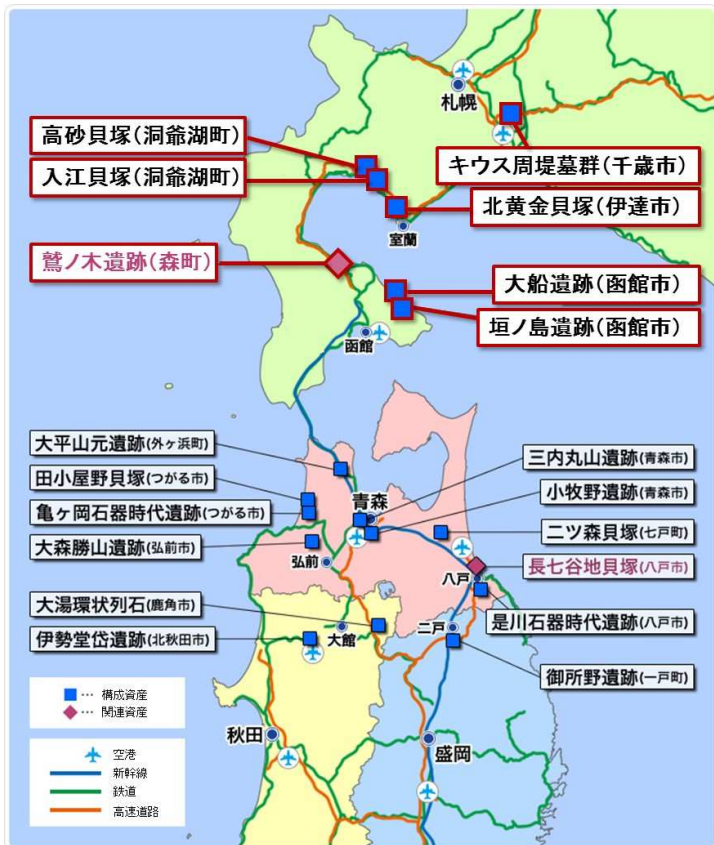 札幌
高砂貝塚(洞爺湖町)
入江貝塚(洞爺湖町)
キウス周堤墓群(千歳市)
北黄金貝塚(伊達市)
室蘭
鷲ノ木遺跡(森町)
大船遺跡(函館市)
垣ノ島遺跡(函館市)
函館
大平山元遺跡(外ヶ浜町)
田小屋野貝塚(つがる市)
亀ヶ岡石器時代遺跡(つがる市)
大森勝山遺跡(弘前市)
青森
三内丸山遺跡(青森市)
小牧野遺跡(青森市)
二ツ森貝塚(七戸町)
弘前
八戸
長七谷地貝塚(八戸市)
大湯環状列石(鹿角市)
伊勢堂岱遺跡(北秋田市)
大館
二戸
是川石器時代遺跡(八戸市)
御所野遺跡(一戸町)
■ … 構成資産
◆ … 関連資産
秋田
盛岡
空港
新幹線
鉄道
高速道路